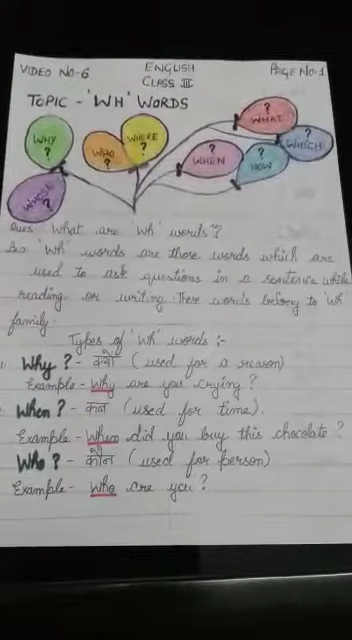 VIDEO NO-6 ENGLISH PAGE NO:1
CLASS III
TOPIC - 'WH' WORDS
WHY ?
WHO ?
WHERE ?
WHEN ?
WHAT ?
HOW ?
WHICH ?
WHOSE ?
Ques: What are 'Wh' words?
Ans 'Wh' words are those words which are
used to ask questions in a sentence while
reading or writing. These words belong to 'Wh'
family.
Types of 'Wh' words :-
Why ? - क्यों (used for a reason)
Example - Why are you crying ?
When ? - कब (used for time).
Example - When did you buy this chocolate ?
Who ? - कौन (used for person)
Example - Who are you ?